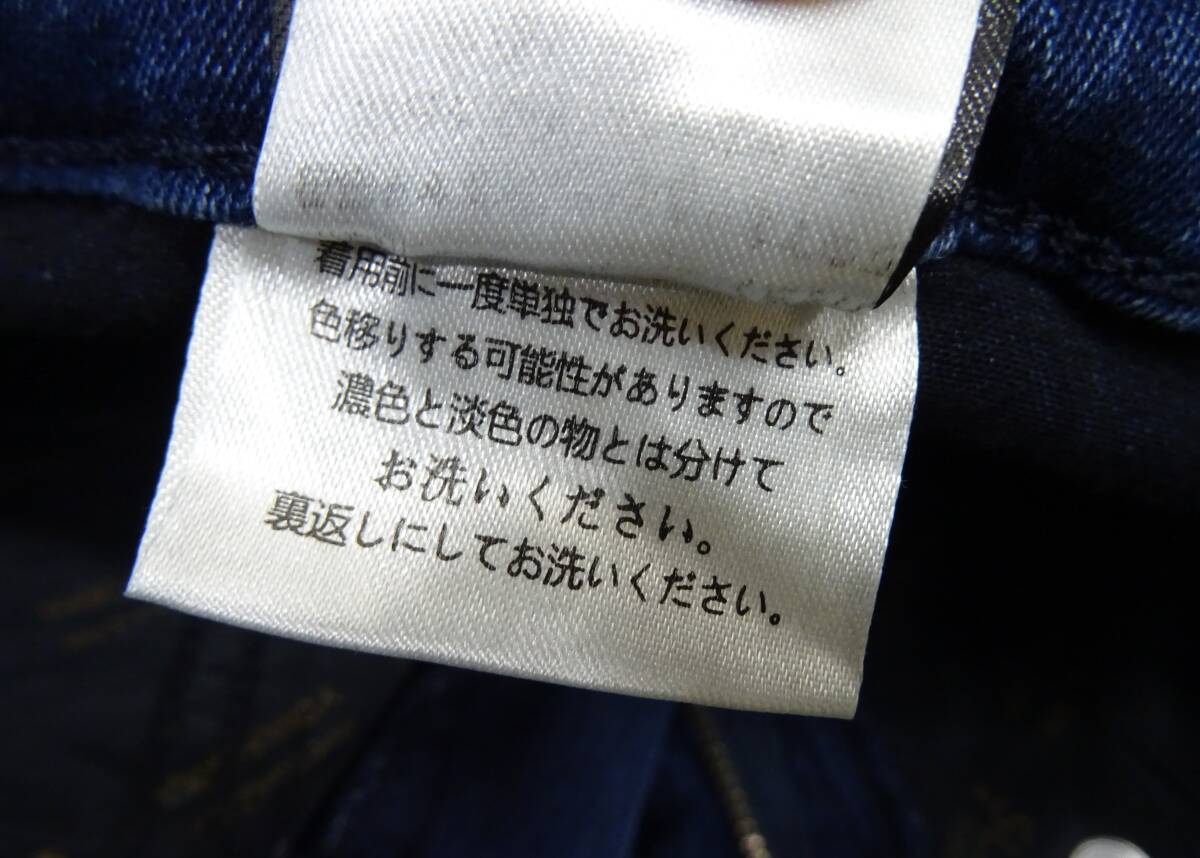 着用前に一度単独でお洗いください。
色移りする可能性がありますので
濃色と淡色の物とは分けて
お洗いください。
裏返しにしてお洗いください。